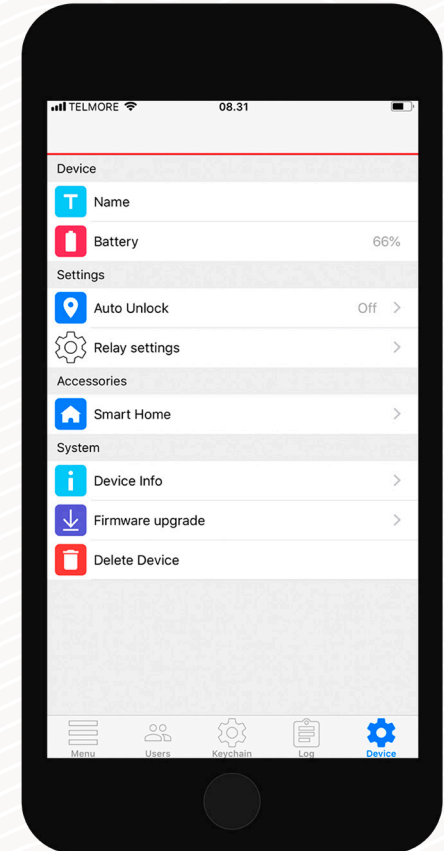 TELMORE 08.31
Device
T Name
Battery 66%
Settings
Auto Unlock Off
Relay settings
Accessories
Smart Home
System
i Device Info
Firmware upgrade
Delete Device
Menu Users Keychain Log Device